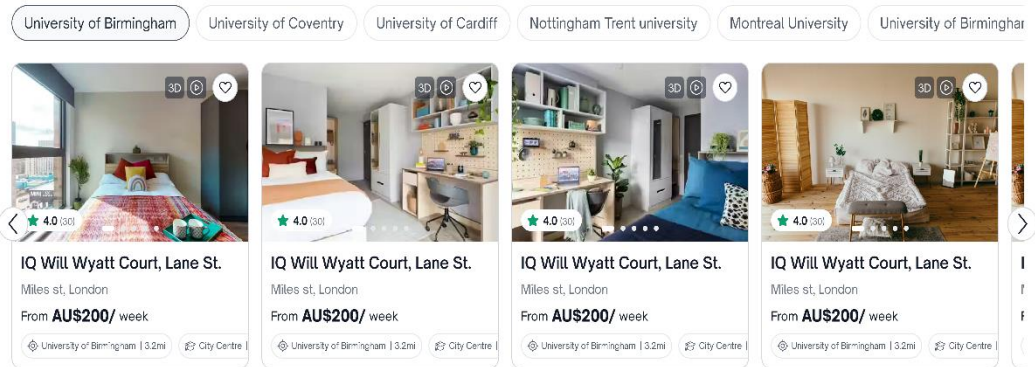 University of Birmingham University of Coventry University of Cardiff Nottingham Trent university Montreal University University of Birmingham
3D 3D 3D 3D
4.0 (30) 4.0 (30) 4.0 (30) 4.0 (30)
IQ Will Wyatt Court, Lane St. IQ Will Wyatt Court, Lane St. IQ Will Wyatt Court, Lane St. IQ Will Wyatt Court, Lane St.
Miles st, London Miles st, London Miles st, London Miles st, London
From AU$200/ week From AU$200/ week From AU$200/ week From AU$200/ week
University of Birmingham | 3.2mi City Centre | University of Birmingham | 3.2mi City Centre | University of Birmingham | 3.2mi City Centre | University of Birmingham | 3.2mi City Centre |